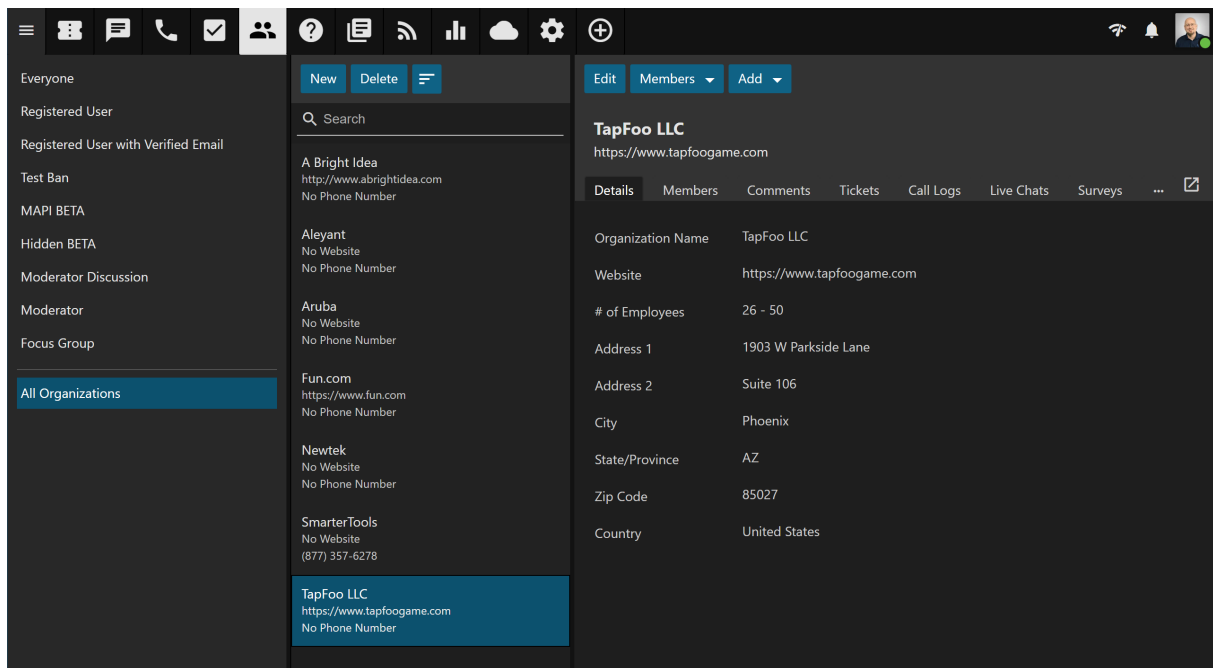 Everyone
Registered User
Registered User with Verified Email
Test Ban
MAPI BETA
Hidden BETA
Moderator Discussion
Moderator
Focus Group
All Organizations
New Delete
Search
A Bright Idea
http://www.abrightidea.com
No Phone Number
Aleyant
No Website
No Phone Number
Aruba
No Website
No Phone Number
Fun.com
https://www.fun.com
No Phone Number
Newtek
No Website
No Phone Number
SmarterTools
No Website
(877) 357-6278
TapFoo LLC
https://www.tapfoogame.com
No Phone Number
Edit Members Add
TapFoo LLC
https://www.tapfoogame.com
Details Members Comments Tickets Call Logs Live Chats Surveys ...
Organization Name TapFoo LLC
Website https://www.tapfoogame.com
# of Employees 26 - 50
Address 1 1903 W Parkside Lane
Address 2 Suite 106
City Phoenix
State/Province AZ
Zip Code 85027
Country United States